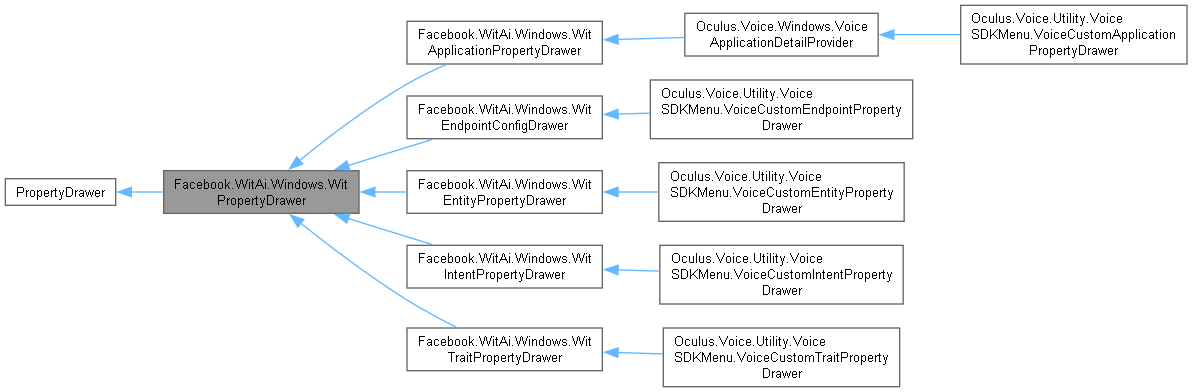 PropertyDrawer
Facebook.WitAi.Windows.Wit
PropertyDrawer
Facebook.WitAi.Windows.Wit
ApplicationPropertyDrawer
Oculus.Voice.Windows.Voice
ApplicationDetailProvider
Oculus.Voice.Utility.Voice
SDKMenu.VoiceCustomApplication
PropertyDrawer
Facebook.WitAi.Windows.Wit
EndpointConfigDrawer
Oculus.Voice.Utility.Voice
SDKMenu.VoiceCustomEndpointProperty
Drawer
Facebook.WitAi.Windows.Wit
EntityPropertyDrawer
Oculus.Voice.Utility.Voice
SDKMenu.VoiceCustomEntityProperty
Drawer
Facebook.WitAi.Windows.Wit
IntentPropertyDrawer
Oculus.Voice.Utility.Voice
SDKMenu.VoiceCustomIntentProperty
Drawer
Facebook.WitAi.Windows.Wit
TraitPropertyDrawer
Oculus.Voice.Utility.Voice
SDKMenu.VoiceCustomTraitProperty
Drawer